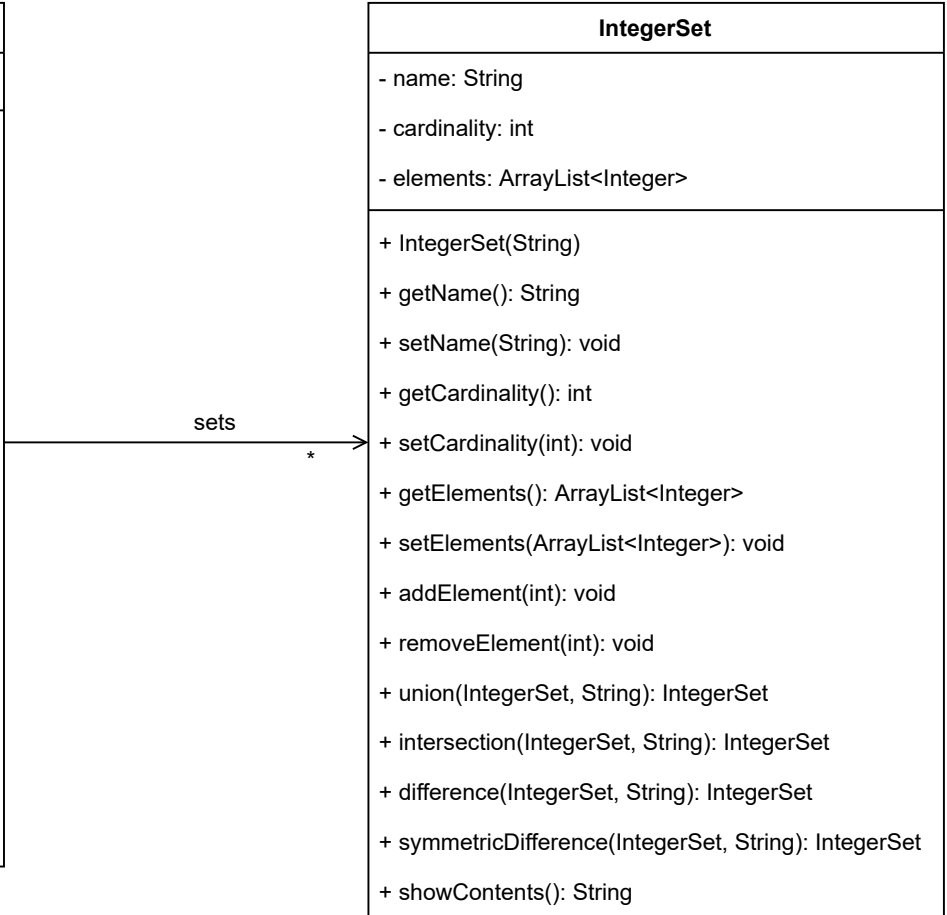 IntegerSet
- name: String
- cardinality: int
- elements: ArrayList<Integer>
+ IntegerSet(String)
+ getName(): String
+ setName(String): void
+ getCardinality(): int
sets
*
+ setCardinality(int): void
+ getElements(): ArrayList<Integer>
+ setElements(ArrayList<Integer>): void
+ addElement(int): void
+ removeElement(int): void
+ union(IntegerSet, String): IntegerSet
+ intersection(IntegerSet, String): IntegerSet
+ difference(IntegerSet, String): IntegerSet
+ symmetricDifference(IntegerSet, String): IntegerSet
+ showContents(): String